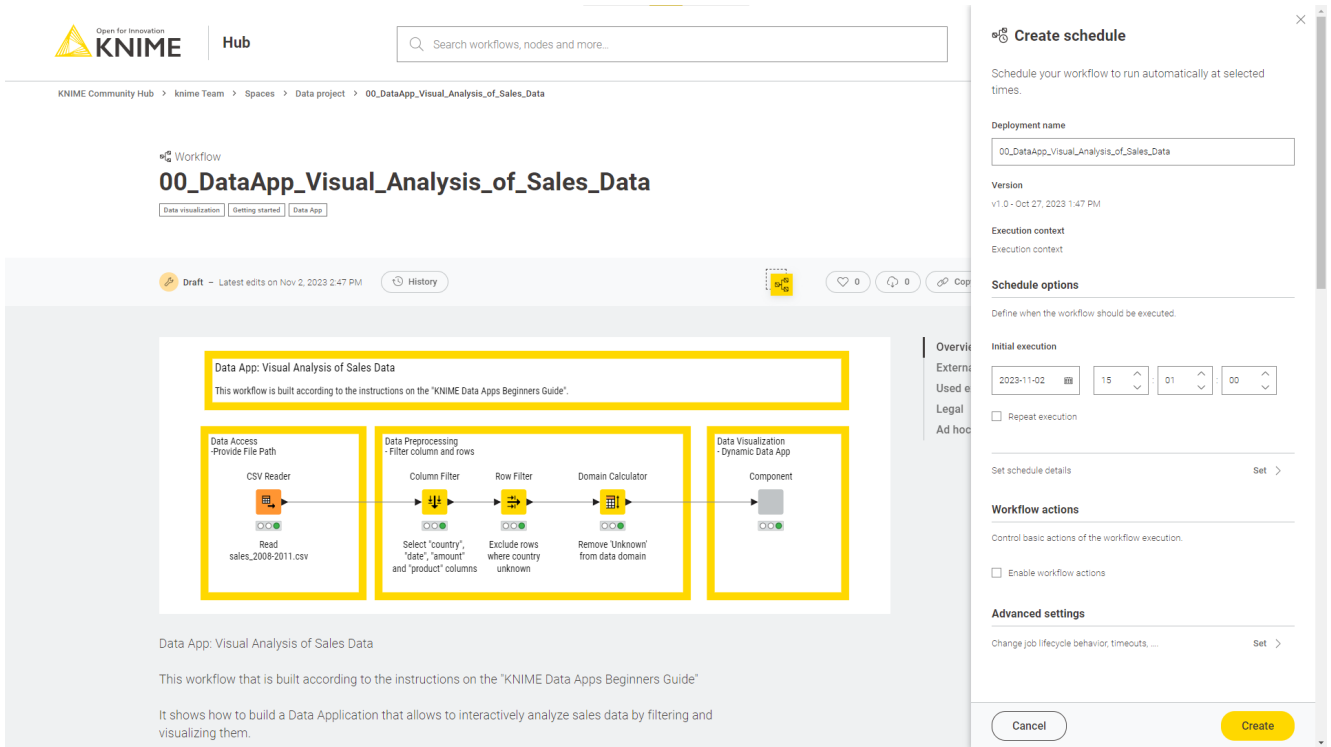 Open for Innovation
KNIME
Hub
Search workflows, nodes and more...
KNIME Community Hub > knime Team > Spaces > Data project > 00_DataApp_Visual_Analysis_of_Sales_Data
Workflow
00_DataApp_Visual_Analysis_of_Sales_Data
Data visualization Getting started Data App
Draft – Latest edits on Nov 2, 2023 2:47 PM
History
0
0
Cop
Data App: Visual Analysis of Sales Data
This workflow is built according to the instructions on the "KNIME Data Apps Beginners Guide".
Data Access
-Provide File Path
CSV Reader
Read
sales_2008-2011.csv
Data Preprocessing
- Filter column and rows
Column Filter
Select "country",
"date", "amount"
and "product" columns
Row Filter
Exclude rows
where country
unknown
Domain Calculator
Remove 'Unknown'
from data domain
Data Visualization
- Dynamic Data App
Component
Overvie
Externa
Used e
Legal
Ad hoc
Data App: Visual Analysis of Sales Data
This workflow that is built according to the instructions on the "KNIME Data Apps Beginners Guide"
It shows how to build a Data Application that allows to interactively analyze sales data by filtering and
visualizing them.
Create schedule
Schedule your workflow to run automatically at selected
times.
Deployment name
00_DataApp_Visual_Analysis_of_Sales_Data
Version
v1.0 - Oct 27, 2023 1:47 PM
Execution context
Execution context
Schedule options
Define when the workflow should be executed.
Initial execution
2023-11-02 15 : 01 : 00
Repeat execution
Set schedule details Set >
Workflow actions
Control basic actions of the workflow execution.
Enable workflow actions
Advanced settings
Change job lifecycle behavior, timeouts, .... Set >
Cancel Create